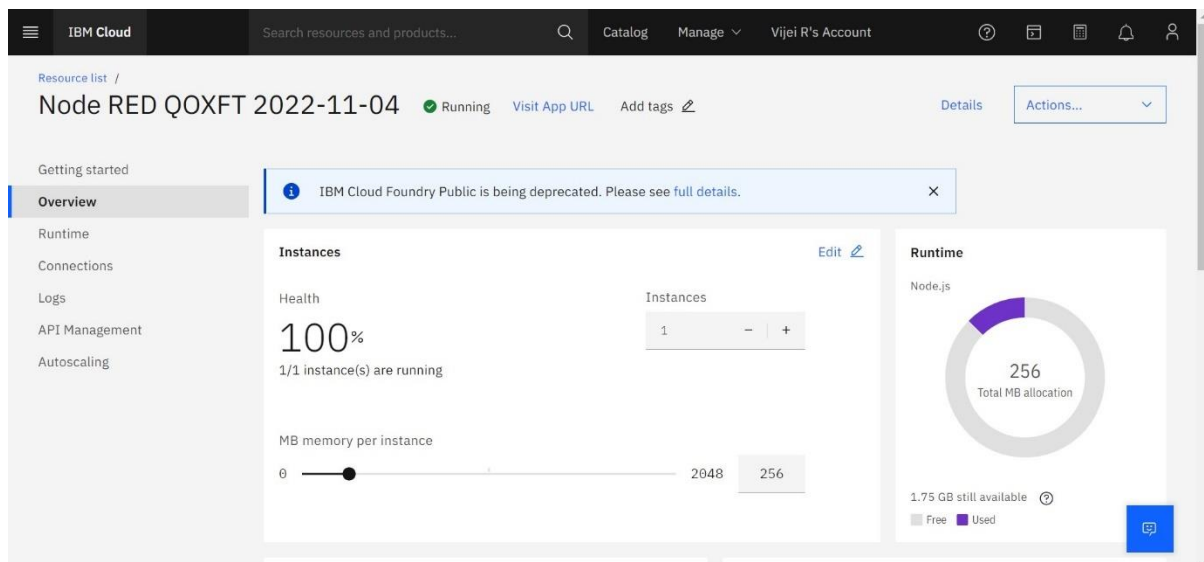 IBM Cloud
Search resources and products...
Catalog
Manage
Vijei R's Account
Resource list /
Node RED QOXFT 2022-11-04
Running
Visit App URL
Add tags
Details
Actions...
Getting started
Overview
Runtime
Connections
Logs
API Management
Autoscaling
IBM Cloud Foundry Public is being deprecated. Please see full details.
Instances
Edit
Health
100%
1/1 instance(s) are running
Instances
1
MB memory per instance
0
2048
256
Runtime
Node.js
256
Total MB allocation
1.75 GB still available
Free
Used